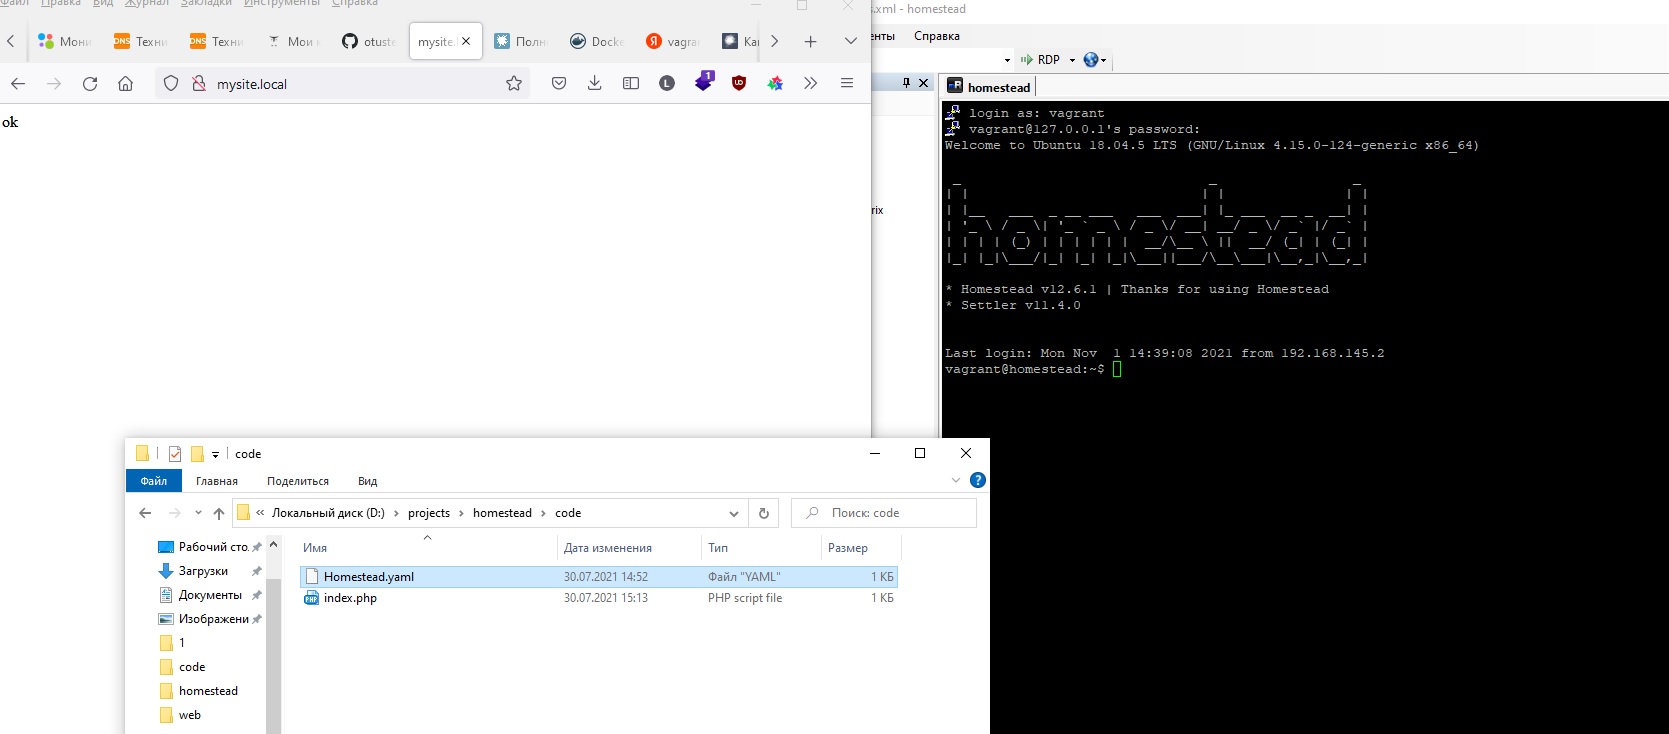 Файл Правка Вид Журнал Закладки Инструменты Справка
Мони Техни Техни Мои otuste mysite.l Полн Docke vagra Ка
mysite.local
1
ok
s.xml - homestead
енты Справка
RDP
rix
homestead
login as: vagrant
vagrant@127.0.0.1's password:
Welcome to Ubuntu 18.04.5 LTS (GNU/Linux 4.15.0-124-generic x86_64)
homestead
* Homestead v12.6.1 | Thanks for using Homestead
* Settler v11.4.0
Last login: Mon Nov  1 14:39:08 2021 from 192.168.145.2
vagrant@homestead:~$
code
Файл Главная Поделиться Вид
« Локальный диск (D:) › projects › homestead › code
Поиск: code
Рабочий сто.
Загрузки
Документы
Изображени
1
code
homestead
web
Имя Дата изменения Тип Размер
Homestead.yaml 30.07.2021 14:52 Файл "YAML" 1 КБ
index.php 30.07.2021 15:13 PHP script file 1 КБ